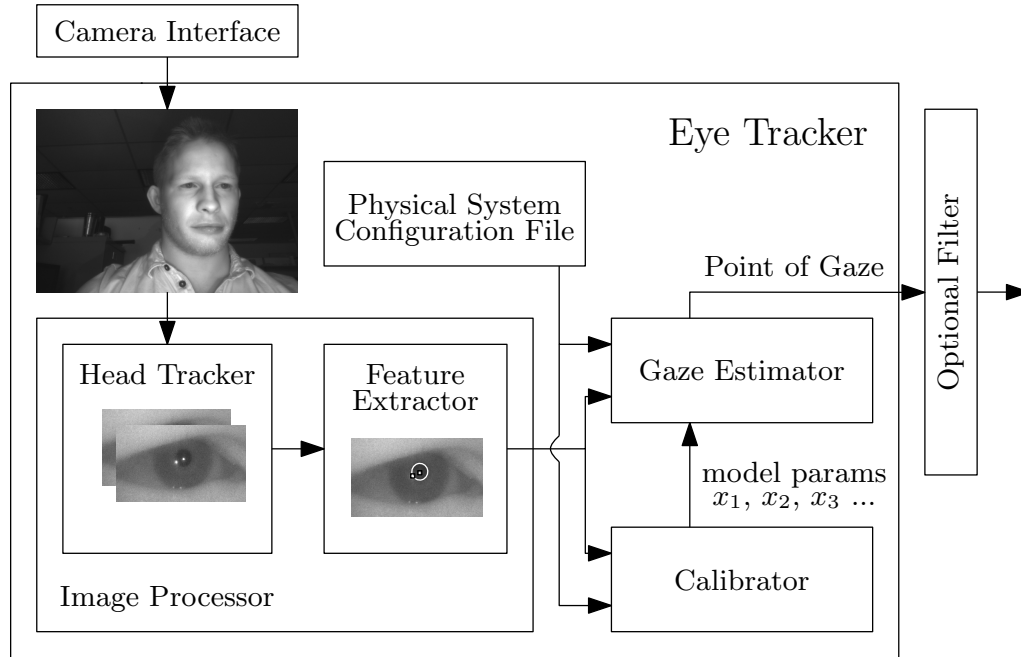 Camera Interface
Eye Tracker
Physical System
Configuration File
Point of Gaze
Optional Filter
Head Tracker
Feature
Extractor
Gaze Estimator
model params
x₁, x₂, x₃ ...
Calibrator
Image Processor